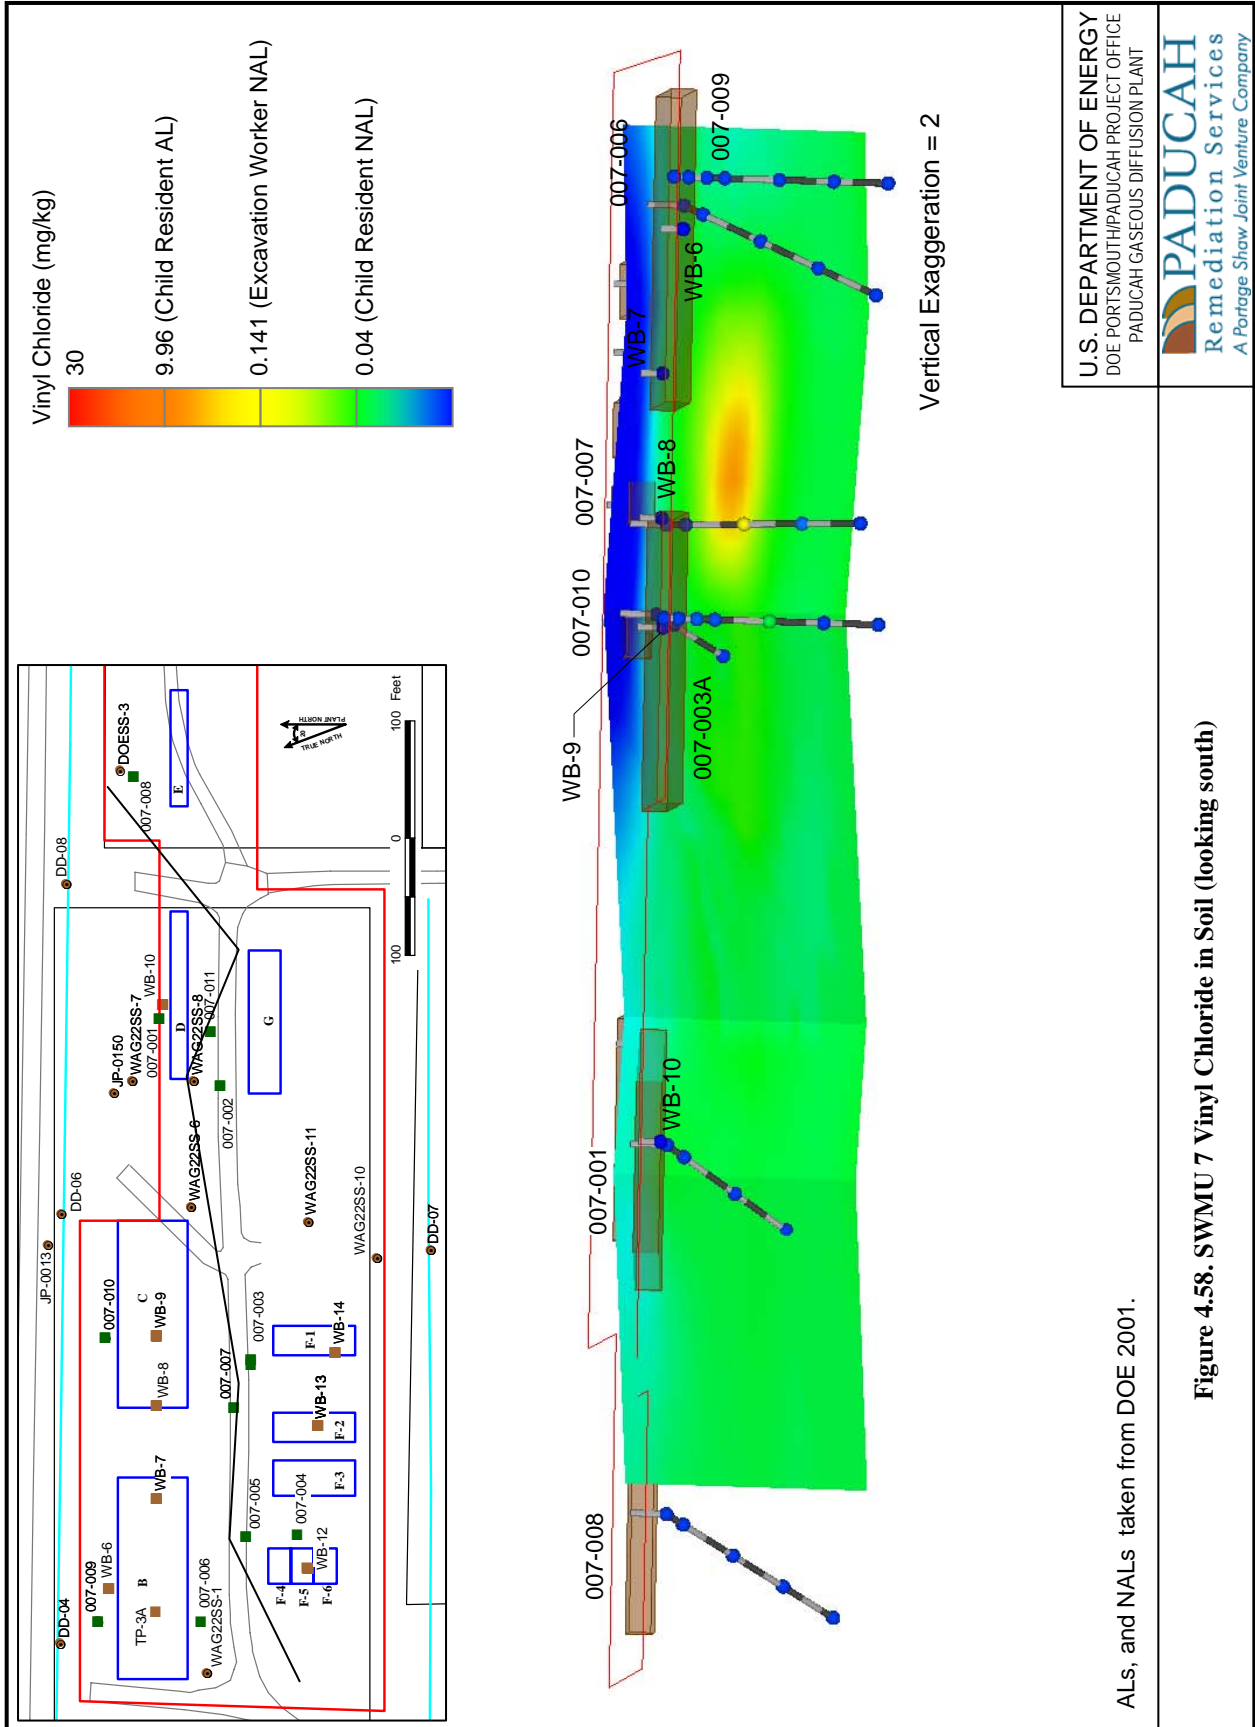 Vinyl Chloride (mg/kg)
30
9.96 (Child Resident AL)
0.141 (Excavation Worker NAL)
0.04 (Child Resident NAL)
DD-04
JP-0013
DD-06
DD-08
007-009
WB-6
TP-3A
B
WB-7
WB-8
C
WB-9
007-010
JP-0150
WAG22SS-7
007-001
WB-10
D
WAG22SS-8
007-011
WAG22SS-6
007-002
DOESS-3
007-008
E
G
007-006
WAG22SS-1
007-005
007-007
007-003
007-004
F-4
F-5
F-6
WB-12
F-3
F-2
WB-13
F-1
WB-14
WAG22SS-11
WAG22SS-10
DD-07
TRUE NORTH
PLANT NORTH
20
100
0
100 Feet
007-008
007-001
WB-10
WB-9
007-010
007-003A
007-007
WB-8
WB-7
007-006
WB-6
007-009
Vertical Exaggeration = 2
ALs, and NALs taken from DOE 2001.
U.S. DEPARTMENT OF ENERGY
DOE PORTSMOUTH/PADUCAH PROJECT OFFICE
PADUCAH GASEOUS DIFFUSION PLANT
Figure 4.58. SWMU 7 Vinyl Chloride in Soil (looking south)
PADUCAH
Remediation Services
A Portage Shaw Joint Venture Company